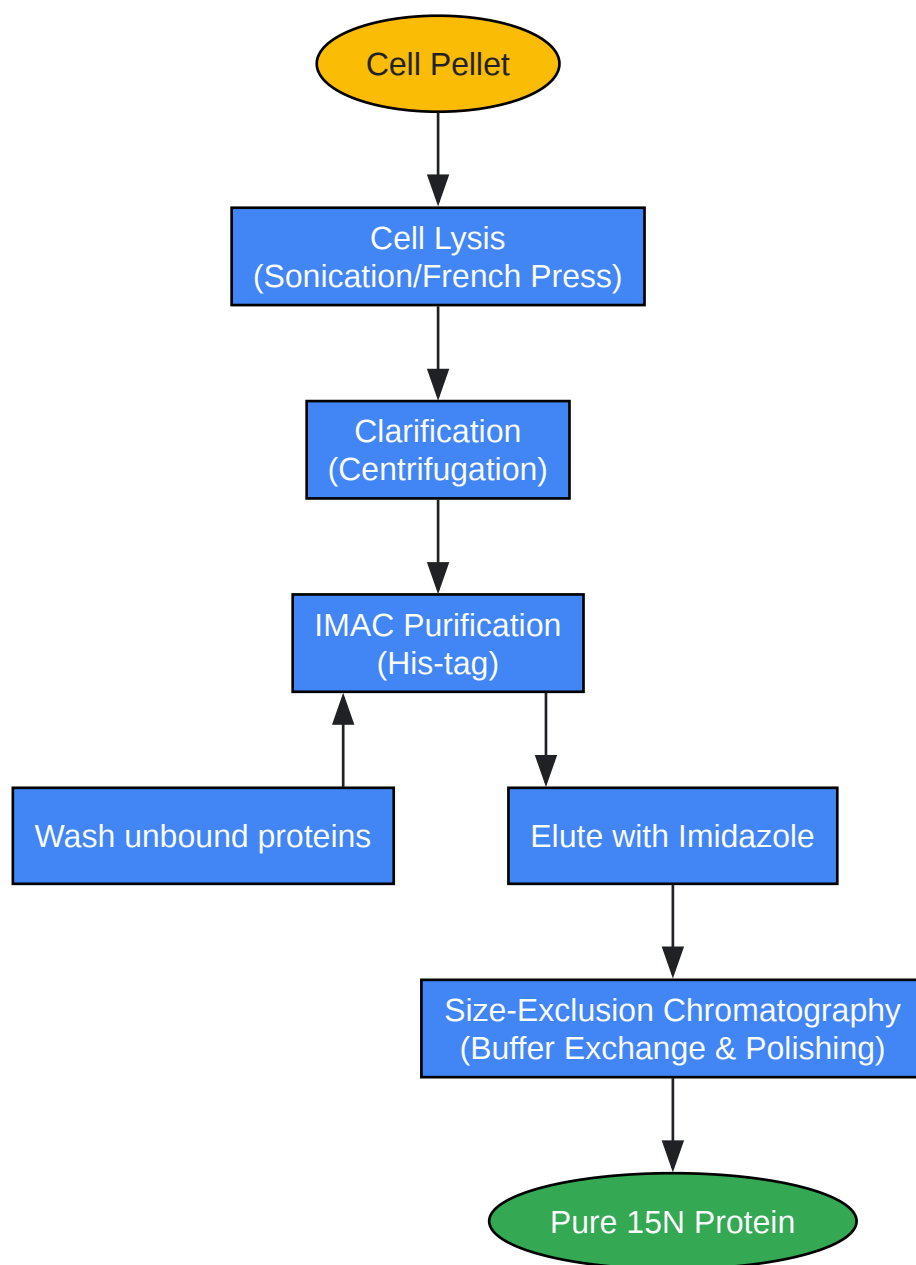 Cell Pellet
Cell Lysis
(Sonication/French Press)
Clarification
(Centrifugation)
IMAC Purification
(His-tag)
Wash unbound proteins
Elute with Imidazole
Size-Exclusion Chromatography
(Buffer Exchange & Polishing)
Pure 15N Protein